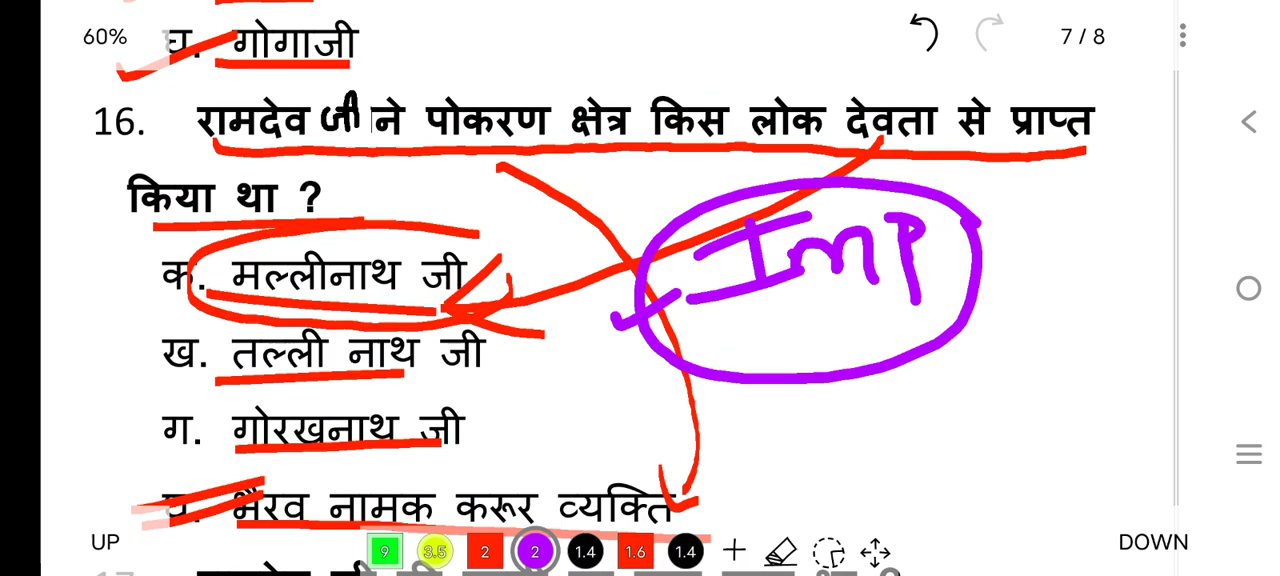 60%
घ. गोगाजी
7 / 8
16. रामदेव जी ने पोकरण क्षेत्र किस लोक देवता से प्राप्त
किया था ?
क. मल्लीनाथ जी
Imp
ख. तल्ली नाथ जी
ग. गोरखनाथ जी
घ. भैरव नामक करूर व्यक्ति
UP
9 3.5 2 2 1.4 1.6 1.4
DOWN